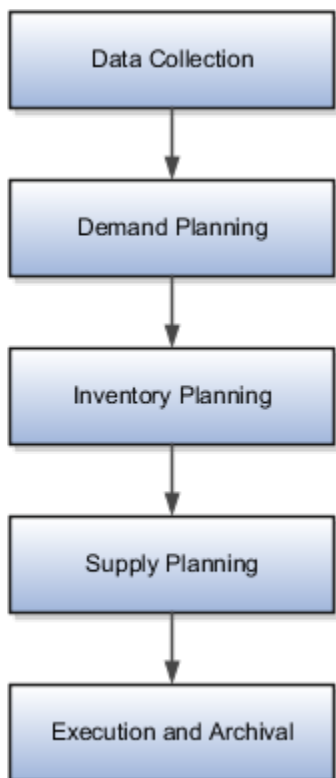 Data Collection
Demand Planning
Inventory Planning
Supply Planning
Execution and Archival